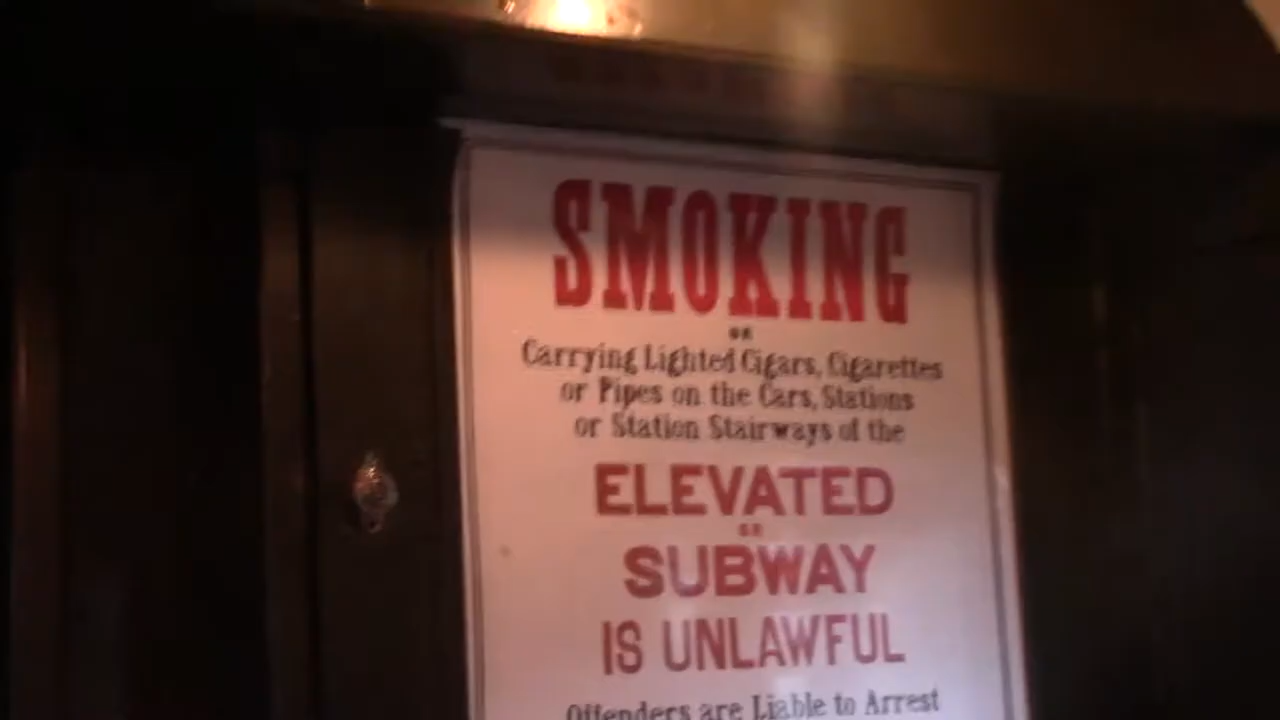 SMOKING
OR
Carrying Lighted Cigars, Cigarettes
or Pipes on the Cars, Stations
or Station Stairways of the
ELEVATED
OR
SUBWAY
IS UNLAWFUL
Offenders are Liable to Arrest